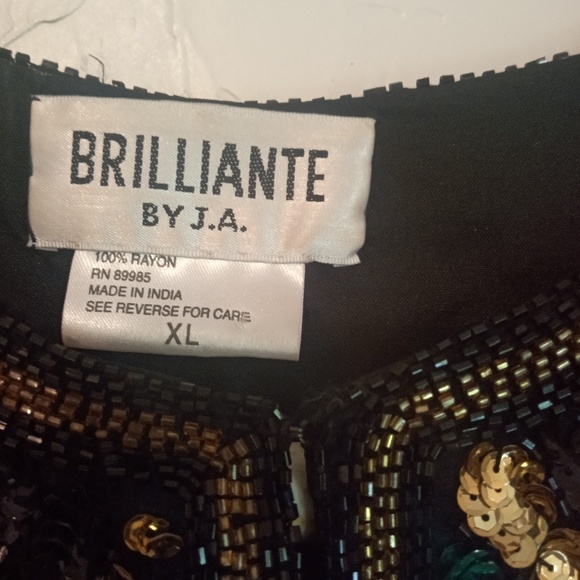 BRILLIANTE
BY J.A.
100% RAYON
RN 89985
MADE IN INDIA
SEE REVERSE FOR CARE
XL